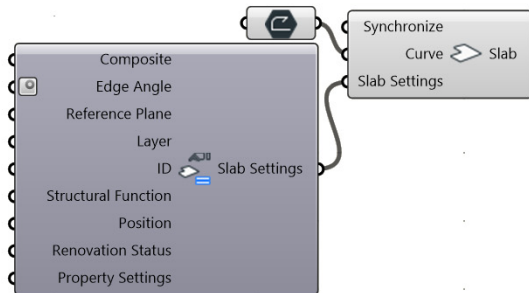 Synchronize
Curve
Slab
Slab Settings
Composite
Edge Angle
Reference Plane
Layer
ID
Slab Settings
Structural Function
Position
Renovation Status
Property Settings